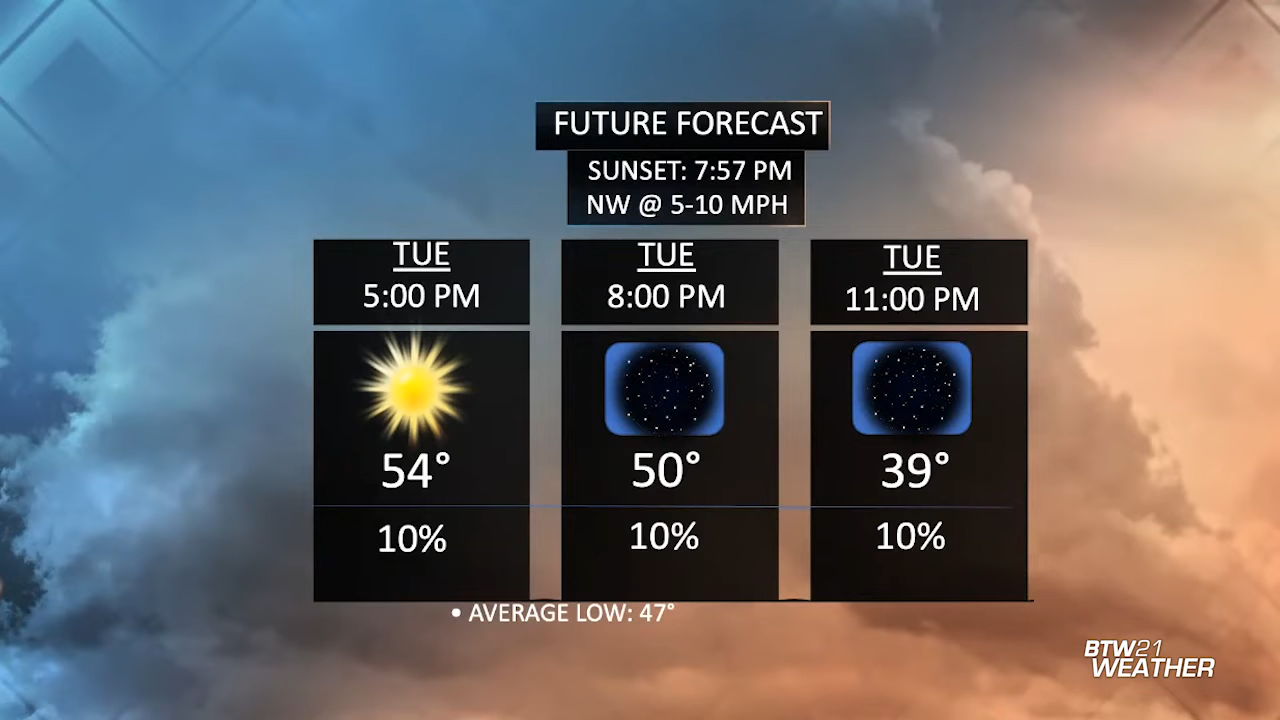 FUTURE FORECAST
SUNSET: 7:57 PM
NW @ 5-10 MPH
TUE
5:00 PM
54°
10%
TUE
8:00 PM
50°
10%
TUE
11:00 PM
39°
10%
• AVERAGE LOW: 47°
BTW21
WEATHER